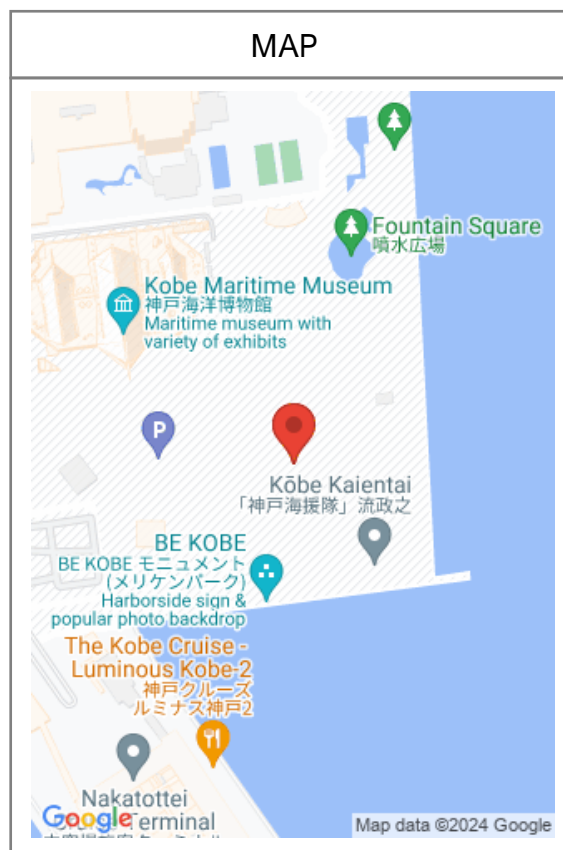 MAP
Fountain Square
噴水広場
Kobe Maritime Museum
神戸海洋博物館
Maritime museum with
variety of exhibits
P
Kōbe Kaientai
「神戸海援隊」流政之
BE KOBE
BE KOBE モニュメント
(メリケンパーク)
Harborside sign &
popular photo backdrop
The Kobe Cruise -
Luminous Kobe-2
神戸クルーズ
ルミナス神戸2
Nakatottei
Terminal
Google
Map data ©2024 Google